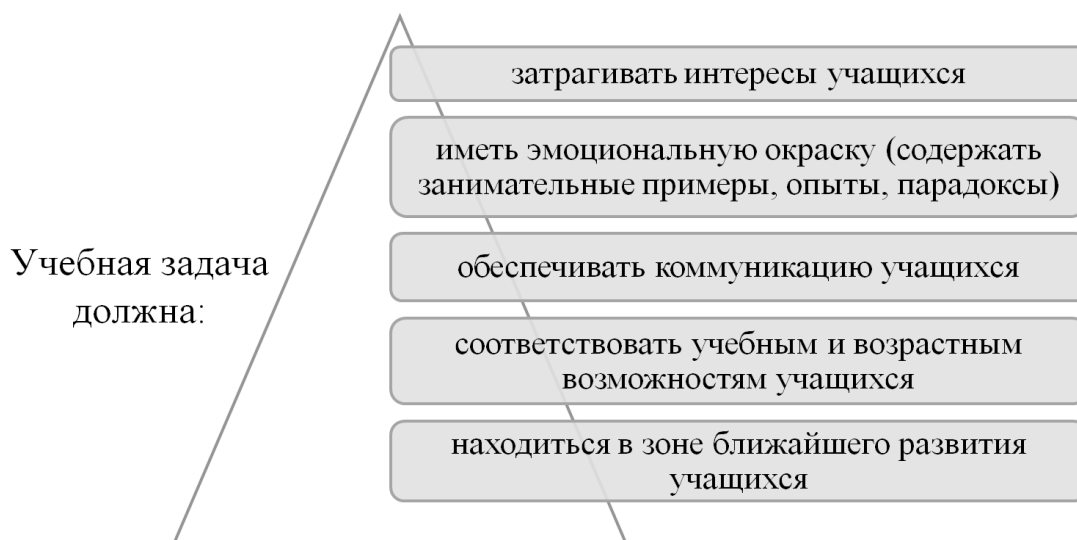 Учебная задача
должна:
затрагивать интересы учащихся
иметь эмоциональную окраску (содержать
занимательные примеры, опыты, парадоксы)
обеспечивать коммуникацию учащихся
соответствовать учебным и возрастным
возможностям учащихся
находиться в зоне ближайшего развития
учащихся